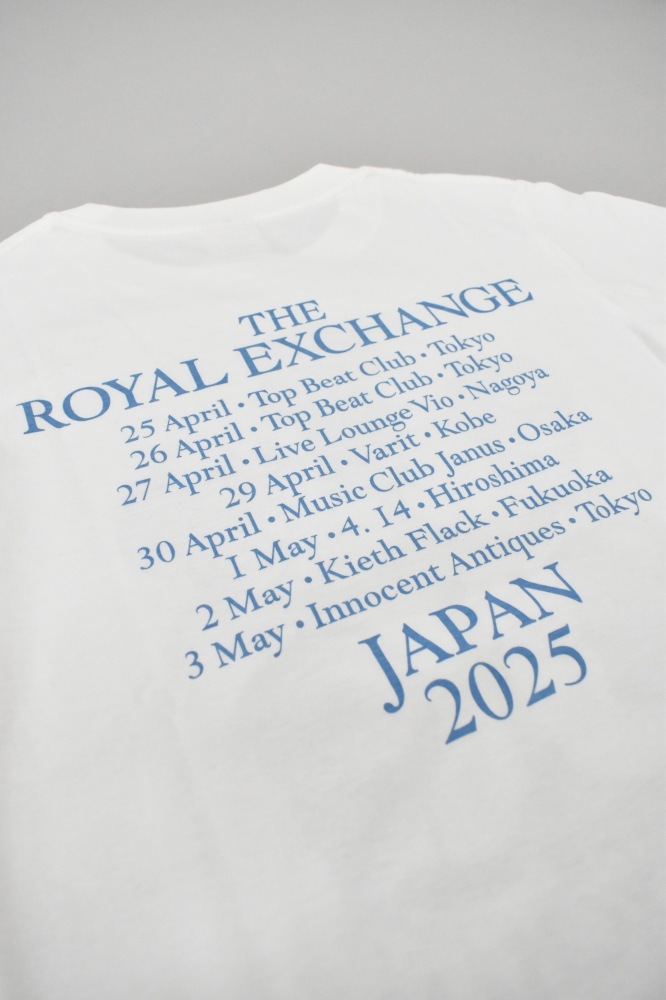 THE
ROYAL EXCHANGE
25 April • Top Beat Club • Tokyo
26 April • Top Beat Club • Tokyo
27 April • Live Lounge Vio • Nagoya
29 April • Varit • Kobe
30 April • Music Club Janus • Osaka
1 May • 4. 14 • Hiroshima
2 May • Kieth Flack • Fukuoka
3 May • Innocent Antiques • Tokyo
JAPAN
2025